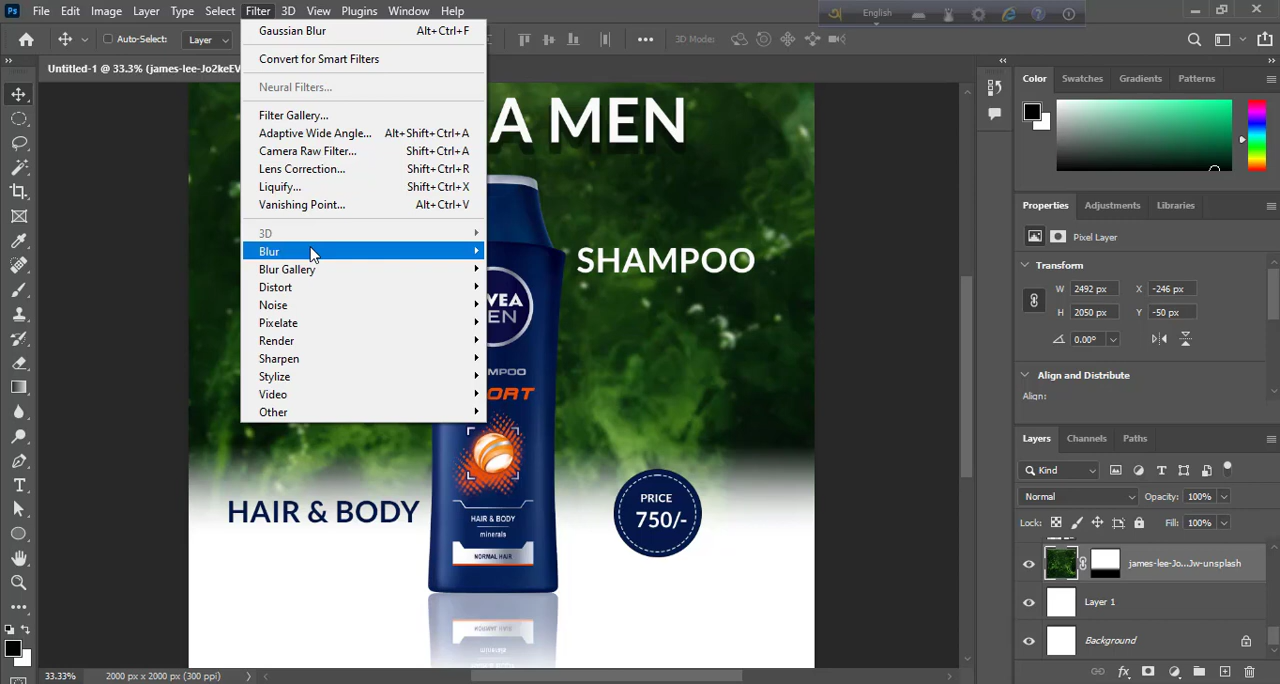 Ps File Edit Image Layer Type Select Filter 3D View Plugins Window Help
English
Auto-Select: Layer
3D Mode:
Untitled-1 @ 33.3% (james-lee-Jo2keEV
Gaussian Blur Alt+Ctrl+F
Convert for Smart Filters
Neural Filters...
Filter Gallery...
Adaptive Wide Angle... Alt+Shift+Ctrl+A
Camera Raw Filter... Shift+Ctrl+A
Lens Correction... Shift+Ctrl+R
Liquify... Shift+Ctrl+X
Vanishing Point... Alt+Ctrl+V
3D
Blur
Blur Gallery
Distort
Noise
Pixelate
Render
Sharpen
Stylize
Video
Other
A MEN
SHAMPOO
VEA
EN
MPOO
ORT
HAIR & BODY
minerals
NORMAL HAIR
HAIR & BODY
PRICE
750/-
Color Swatches Gradients Patterns
Properties Adjustments Libraries
Pixel Layer
Transform
W 2492 px X -246 px
H 2050 px Y -50 px
0.00°
Align and Distribute
Align:
Layers Channels Paths
Kind
Normal Opacity: 100%
Lock: Fill: 100%
james-lee-Jo...Jw-unsplash
Layer 1
Background
33.33% 2000 px x 2000 px (300 ppi)